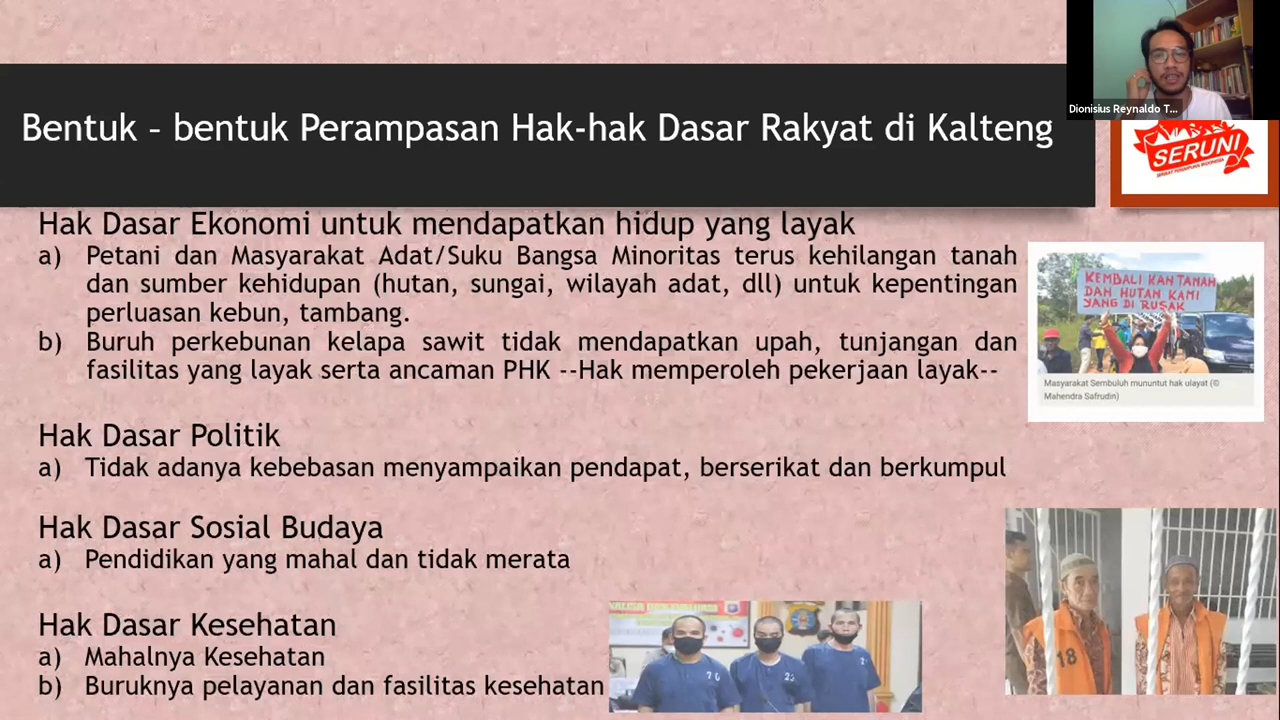 Dionisius Reynaldo T...
Bentuk – bentuk Perampasan Hak-hak Dasar Rakyat di Kalteng
SERUNI
SERIKAT PEREMPUAN INDONESIA
Hak Dasar Ekonomi untuk mendapatkan hidup yang layak
a) Petani dan Masyarakat Adat/Suku Bangsa Minoritas terus kehilangan tanah
dan sumber kehidupan (hutan, sungai, wilayah adat, dll) untuk kepentingan
perluasan kebun, tambang.
b) Buruh perkebunan kelapa sawit tidak mendapatkan upah, tunjangan dan
fasilitas yang layak serta ancaman PHK --Hak memperoleh pekerjaan layak--
KEMBALI KAN TANAH
DAN HUTAN KAMI
YANG DI RUSAK
Masyarakat Sembuluh mununtut hak ulayat (©
Mahendra Safrudin)
Hak Dasar Politik
a) Tidak adanya kebebasan menyampaikan pendapat, berserikat dan berkumpul
Hak Dasar Sosial Budaya
a) Pendidikan yang mahal dan tidak merata
Hak Dasar Kesehatan
a) Mahalnya Kesehatan
b) Buruknya pelayanan dan fasilitas kesehatan
18